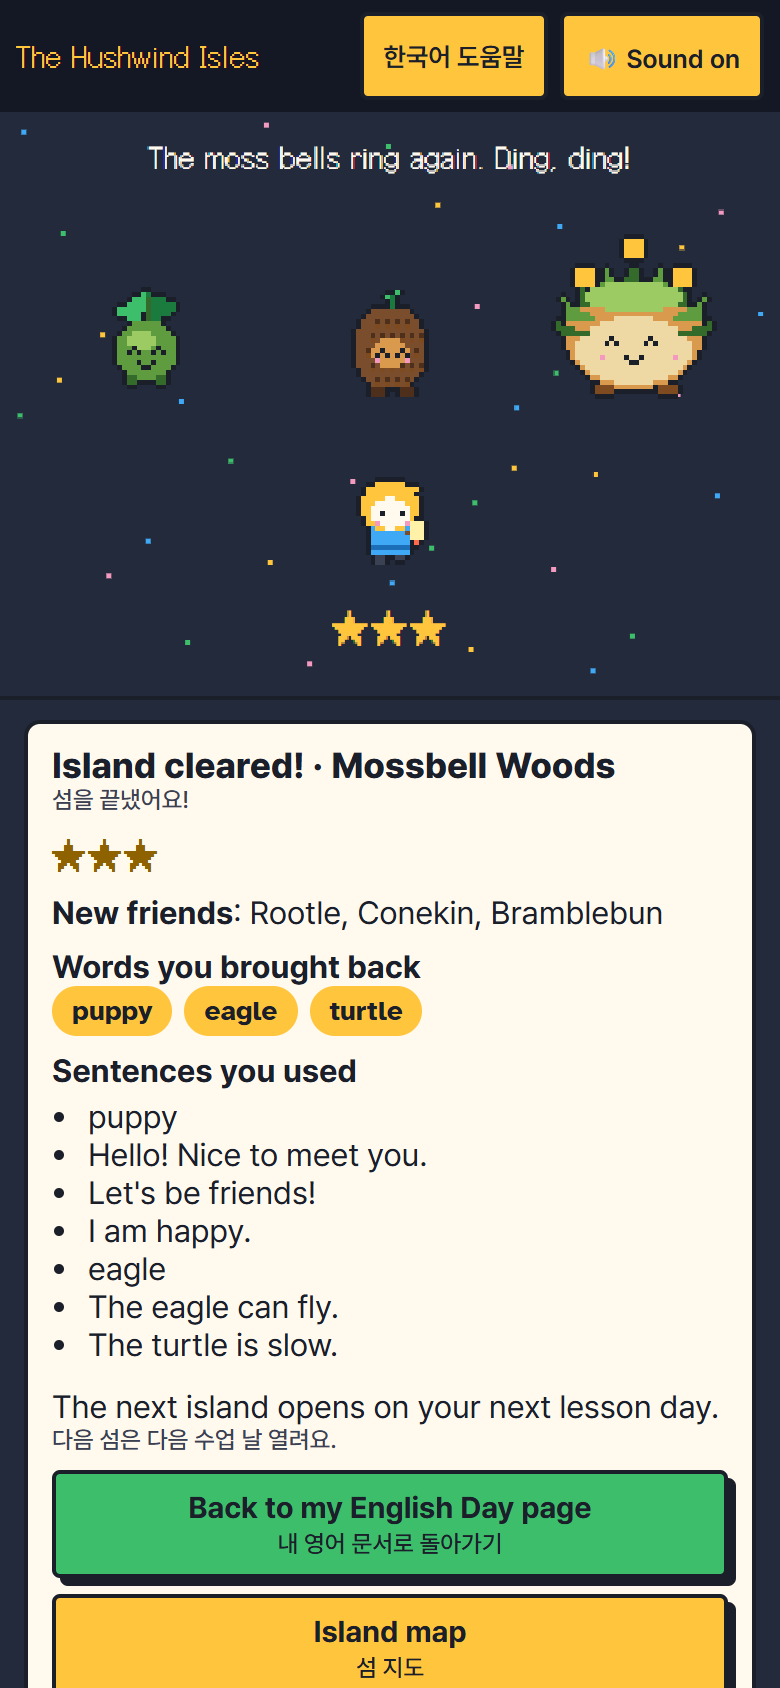 The Hushwind Isles
한국어 도움말
🔊 Sound on
The moss bells ring again. Ding, ding!
Island cleared! · Mossbell Woods
섬을 끝냈어요!
New friends: Rootle, Conekin, Bramblebun
Words you brought back
puppy eagle turtle
Sentences you used
• puppy
• Hello! Nice to meet you.
• Let's be friends!
• I am happy.
• eagle
• The eagle can fly.
• The turtle is slow.
The next island opens on your next lesson day.
다음 섬은 다음 수업 날 열려요.
Back to my English Day page
내 영어 문서로 돌아가기
Island map
섬 지도